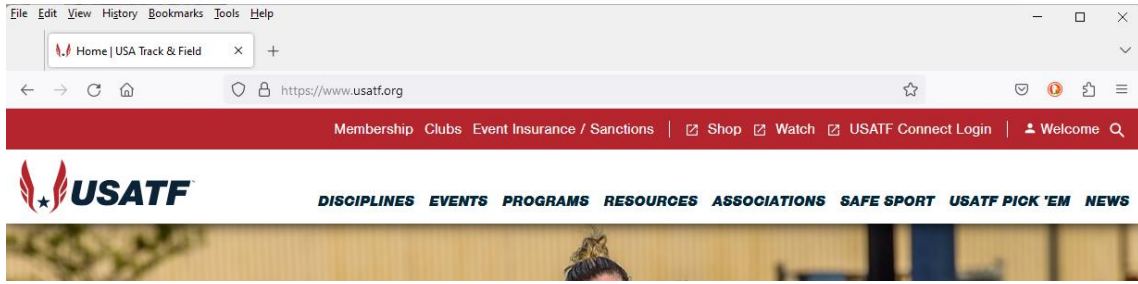 File Edit View History Bookmarks Tools Help
Home | USA Track & Field
https://www.usatf.org
Membership Clubs Event Insurance / Sanctions | Shop Watch USATF Connect Login | Welcome
USATF
DISCIPLINES EVENTS PROGRAMS RESOURCES ASSOCIATIONS SAFE SPORT USATF PICK 'EM NEWS